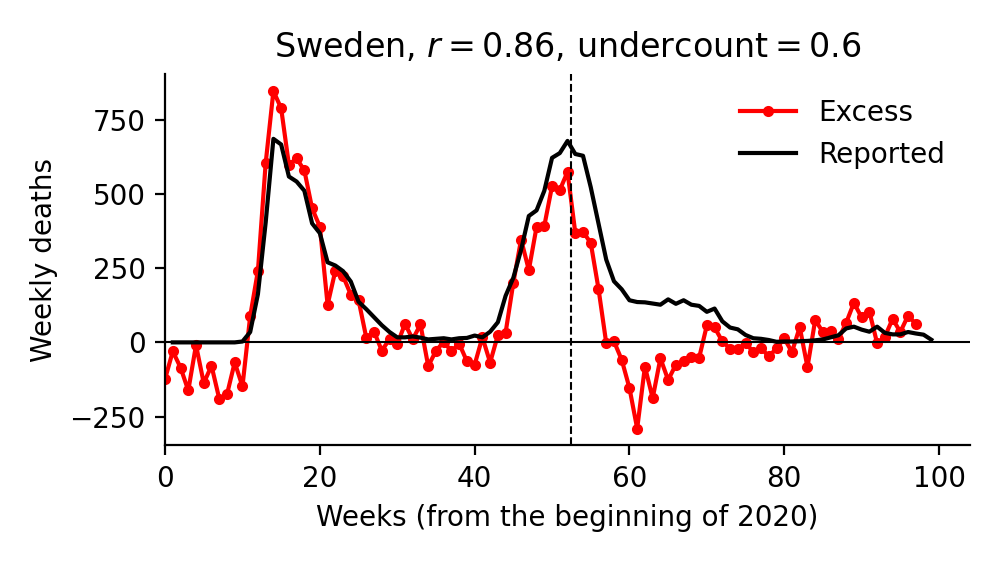 Sweden, r = 0.86, undercount = 0.6
Excess
Reported
Weekly deaths
750
500
250
0
−250
0 20 40 60 80 100
Weeks (from the beginning of 2020)